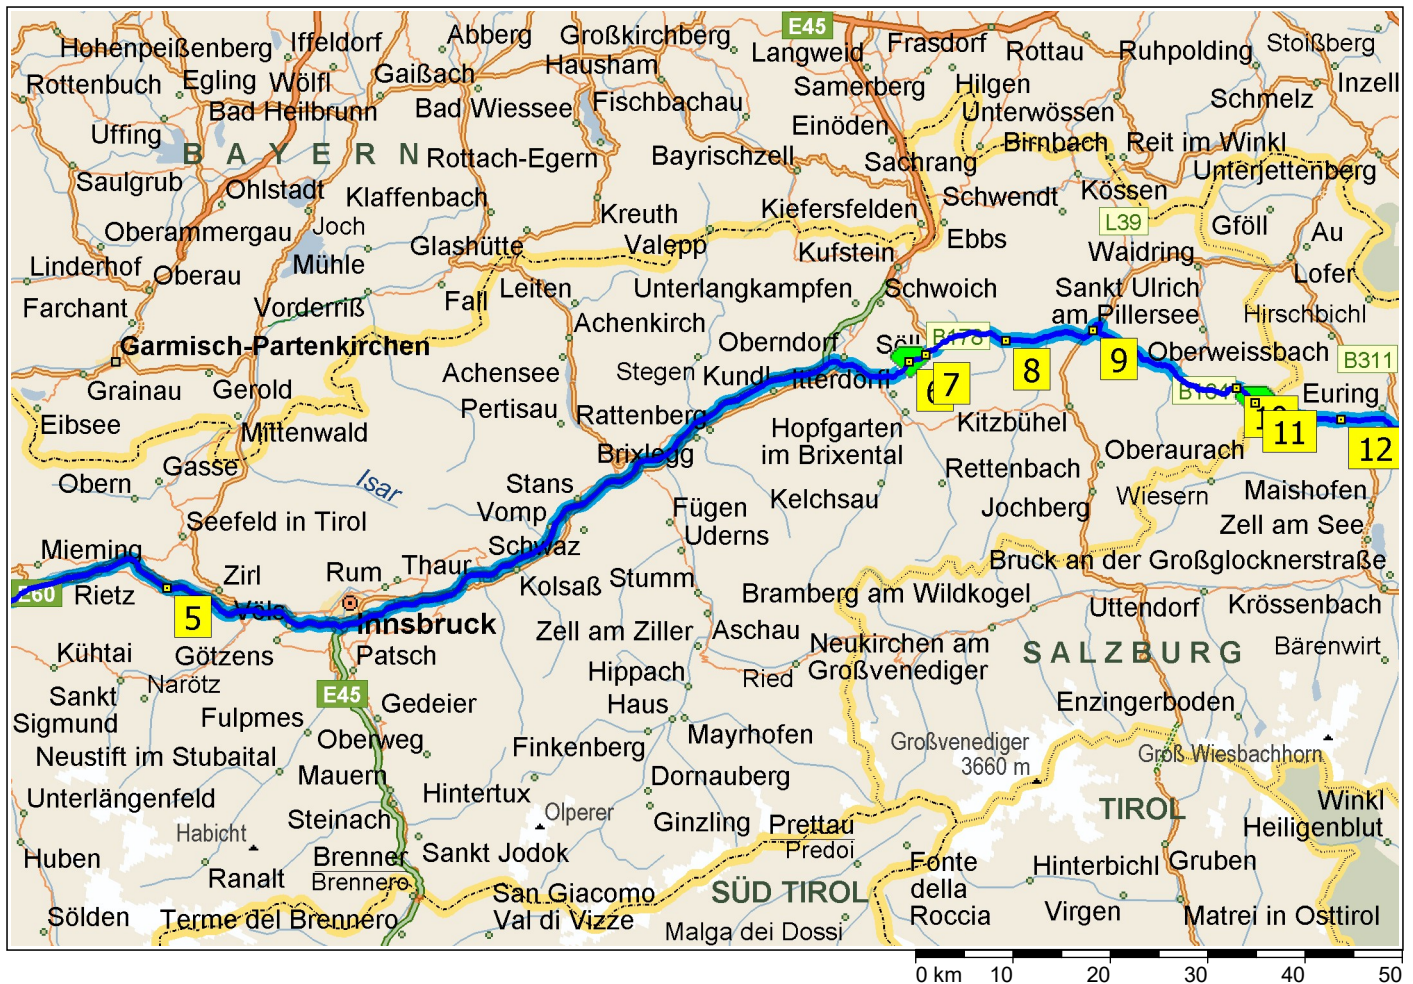 E45
Abberg
Großkirchberg
Iffeldorf
Hohenpeißenberg
Frasdorf
Rottau
Ruhpolding
Stoißberg
Langweid
Hausham
Gaißach
Egling
Wölfl
Rottenbuch
Samerberg
Hilgen
Inzell
Schmelz
Bad Heilbrunn
Bad Wiessee
Fischbachau
Unterwössen
Uffing
Einöden
Birnbach
Reit im Winkl
BAYERN
Rottach-Egern
Bayrischzell
Sachrang
Unterjettenberg
Saulgrub
Ohlstadt
Klaffenbach
Schwendt
Kössen
Kreuth
Kiefersfelden
L39
Gföll
Au
Oberammergau
Joch
Glashütte
Valepp
Kufstein
Ebbs
Waidring
Linderhof
Oberau
Mühle
Lofer
Farchant
Vorderriß
Fall
Leiten
Unterlangkampfen
Schwoich
Sankt Ulrich
am Pillersee
Hirschbichl
Achenkirch
Garmisch-Partenkirchen
Oberndorf
Söll
B178
Oberweissbach
B311
Grainau
Gerold
Achensee
Stegen
Kundl
Itterdorf
6
7
8
9
B164
Euring
Eibsee
Mittenwald
Pertisau
Rattenberg
Hopfgarten
im Brixental
Kitzbühel
10
11
12
Oberaurach
Gasse
Obern
Isar
Brixlegg
Stans
Rettenbach
Kelchsau
Wiesern
Maishofen
Seefeld in Tirol
Vomp
Fügen
Jochberg
Zell am See
Uderns
Mieming
Schwaz
Bruck an der Großglocknerstraße
Zirl
Rum
Thaur
Kolsaß
Stumm
Bramberg am Wildkogel
E60
Rietz
5
Völs
Innsbruck
Uttendorf
Krössenbach
Zell am Ziller
Aschau
Neukirchen am
Großvenediger
SALZBURG
Bärenwirt
Kühtai
Götzens
Patsch
Hippach
Ried
Sankt
Sigmund
Narötz
E45
Gedeier
Haus
Enzingerboden
Fulpmes
Oberweg
Finkenberg
Mayrhofen
Großvenediger
3660 m
Groß Wiesbachhorn
Neustift im Stubaital
Mauern
Hintertux
Dornauberg
Unterlängenfeld
Habicht
Steinach
Olperer
Ginzling
Prettau
Predoi
TIROL
Winkl
Heiligenblut
Huben
Ranalt
Brenner
Brennero
Sankt Jodok
Fonte
della
Roccia
Hinterbichl
Gruben
San Giacomo
Val di Vizze
SÜD TIROL
Sölden
Terme del Brennero
Malga dei Dossi
Virgen
Matrei in Osttirol
0 km 10 20 30 40 50